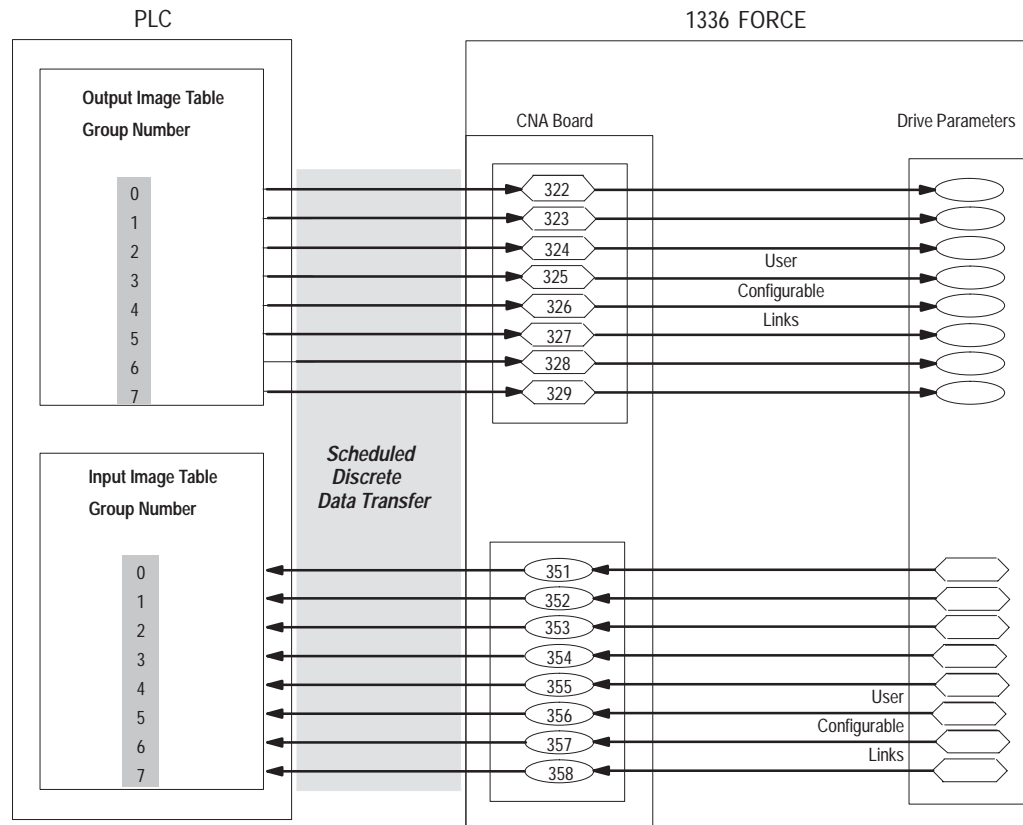 PLC
1336 FORCE
Output Image Table
Group Number
CNA Board
Drive Parameters
0
322
1
323
2
324
User
3
325
Configurable
4
326
Links
5
327
6
328
7
329
Scheduled
Discrete
Data Transfer
Input Image Table
Group Number
0
351
1
352
2
353
3
354
4
355
User
5
356
Configurable
6
357
Links
7
358